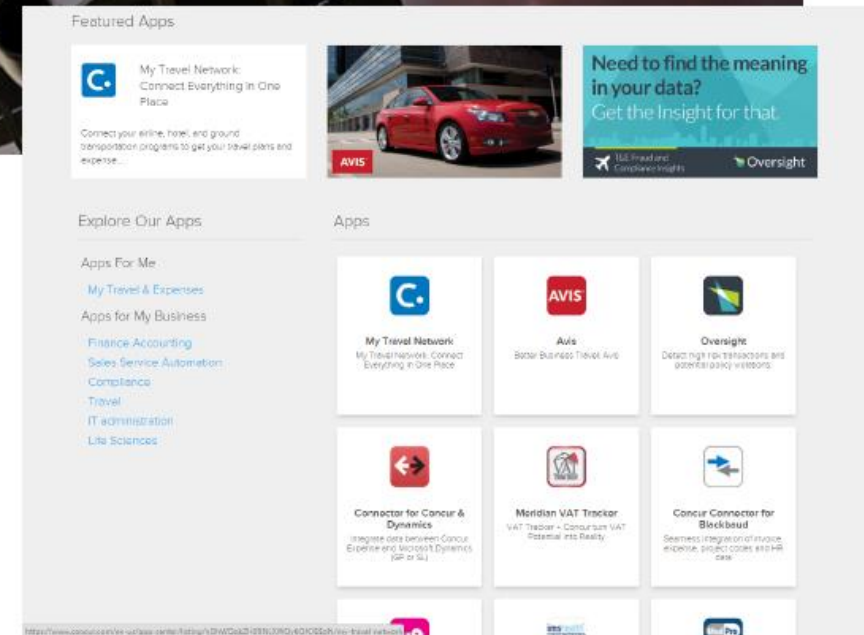 Featured Apps
My Travel Network:
Connect Everything In One
Place
Connect your airline, hotel, and ground
transportation programs to get your travel plans and
expense...
AVIS
Need to find the meaning
in your data?
Get the Insight for that.
T&E Fraud and
Compliance Insights
Oversight
Explore Our Apps
Apps For Me
My Travel & Expenses
Apps for My Business
Finance Accounting
Sales Service Automation
Compliance
Travel
IT administration
Life Sciences
Apps
My Travel Network
My Travel Network: Connect
Everything In One Place
AVIS
Avis
Better Business Travel. Avis
Oversight
Detect high risk transactions and
potential policy violations.
Connector for Concur &
Dynamics
Integrate data between Concur
Expense and Microsoft Dynamics
(GP or SL)
Meridian VAT Tracker
VAT Tracker + Concur turn VAT
Potential into Reality
Concur Connector for
Blackbaud
Seamless integration of invoice,
expense, project codes and HR
data
imshealth
Pro